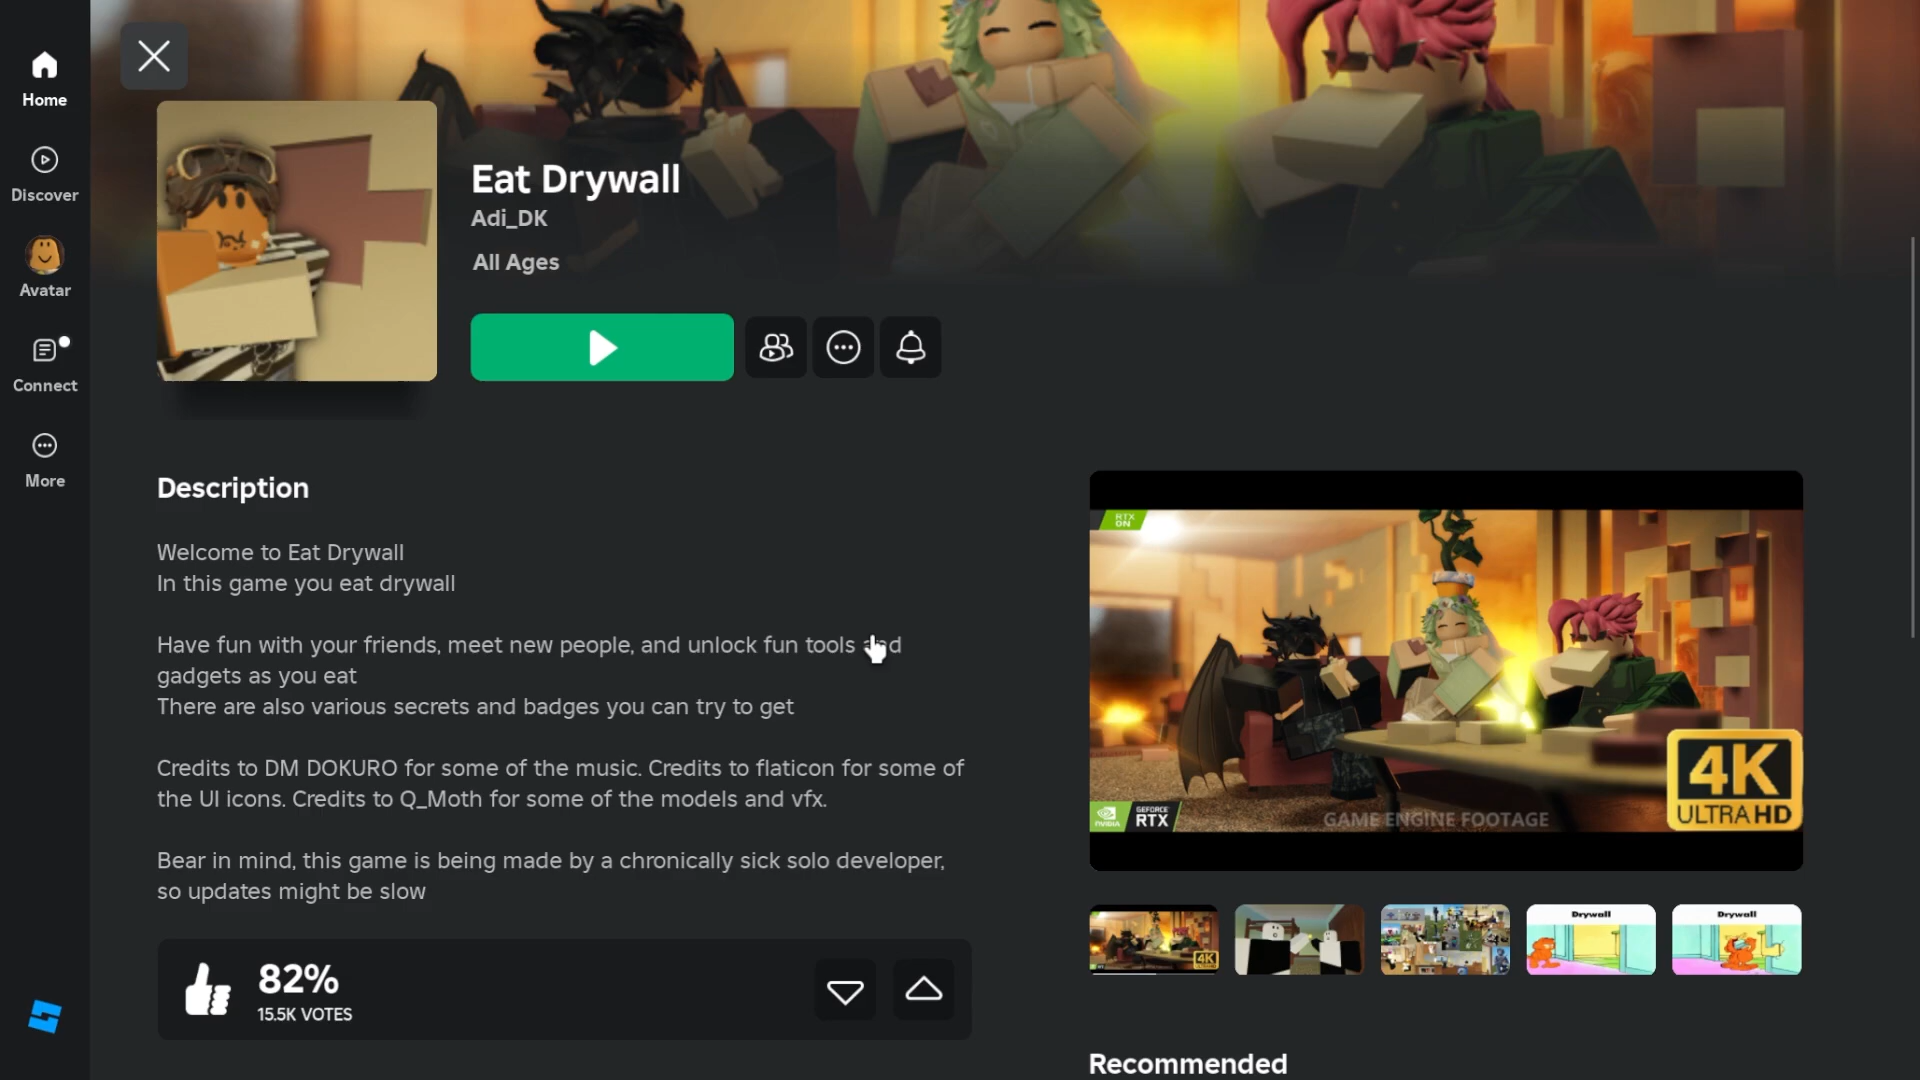 Home
Discover
Avatar
Connect
More
Eat Drywall
Adi_DK
All Ages
Description
Welcome to Eat Drywall
In this game you eat drywall
Have fun with your friends, meet new people, and unlock fun tools and
gadgets as you eat
There are also various secrets and badges you can try to get
Credits to DM DOKURO for some of the music. Credits to flaticon for some of
the UI icons. Credits to Q_Moth for some of the models and vfx.
Bear in mind, this game is being made by a chronically sick solo developer,
so updates might be slow
82%
15.5K VOTES
RTX
ON
4K
ULTRA HD
NVIDIA
GEFORCE
RTX
GAME ENGINE FOOTAGE
4K
Drywall
Drywall
Recommended